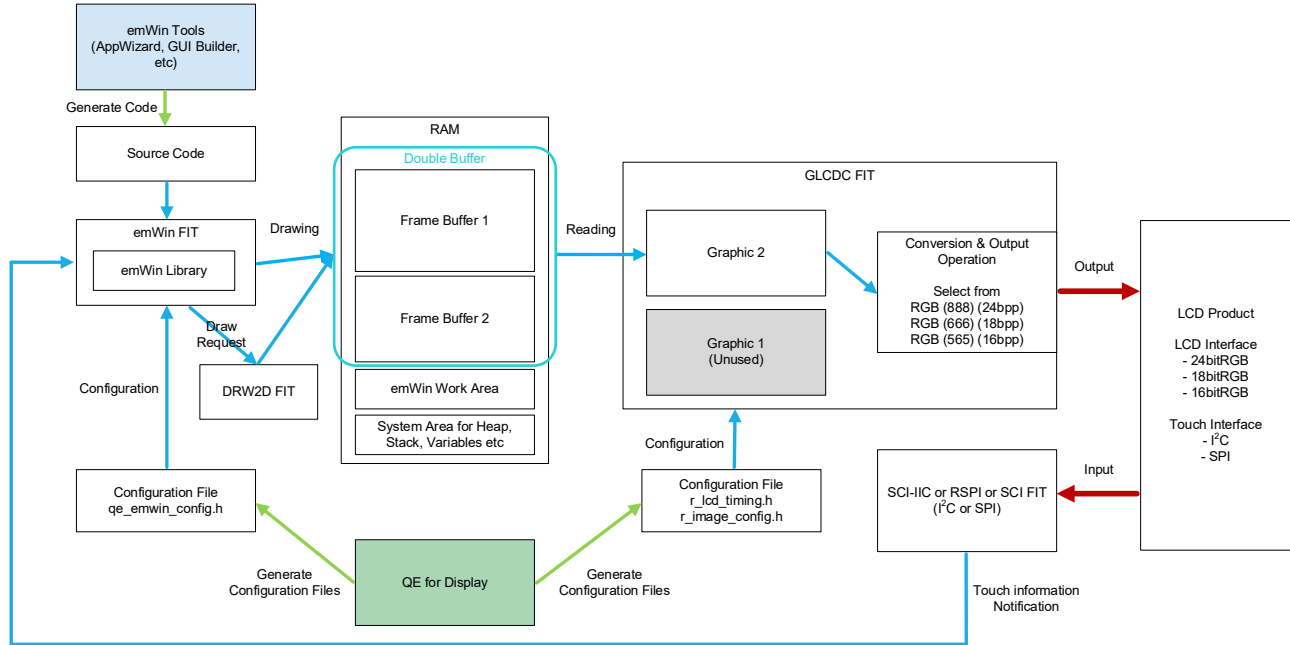 emWin Tools
(AppWizard, GUI Builder,
etc)
Generate Code
Source Code
emWin FIT
emWin Library
Drawing
Draw
Request
DRW2D FIT
Configuration
Configuration File
qe_emwin_config.h
RAM
Double Buffer
Frame Buffer 1
Frame Buffer 2
emWin Work Area
System Area for Heap,
Stack, Variables etc
Reading
GLCDC FIT
Graphic 2
Graphic 1
(Unused)
Conversion & Output
Operation
Select from
RGB (888) (24bpp)
RGB (666) (18bpp)
RGB (565) (16bpp)
Output
LCD Product
LCD Interface
- 24bitRGB
- 18bitRGB
- 16bitRGB
Touch Interface
- I²C
- SPI
Configuration
Configuration File
r_lcd_timing.h
r_image_config.h
Input
SCI-IIC or RSPI or SCI FIT
(I²C or SPI)
Generate
Configuration Files
QE for Display
Generate
Configuration Files
Touch information
Notification